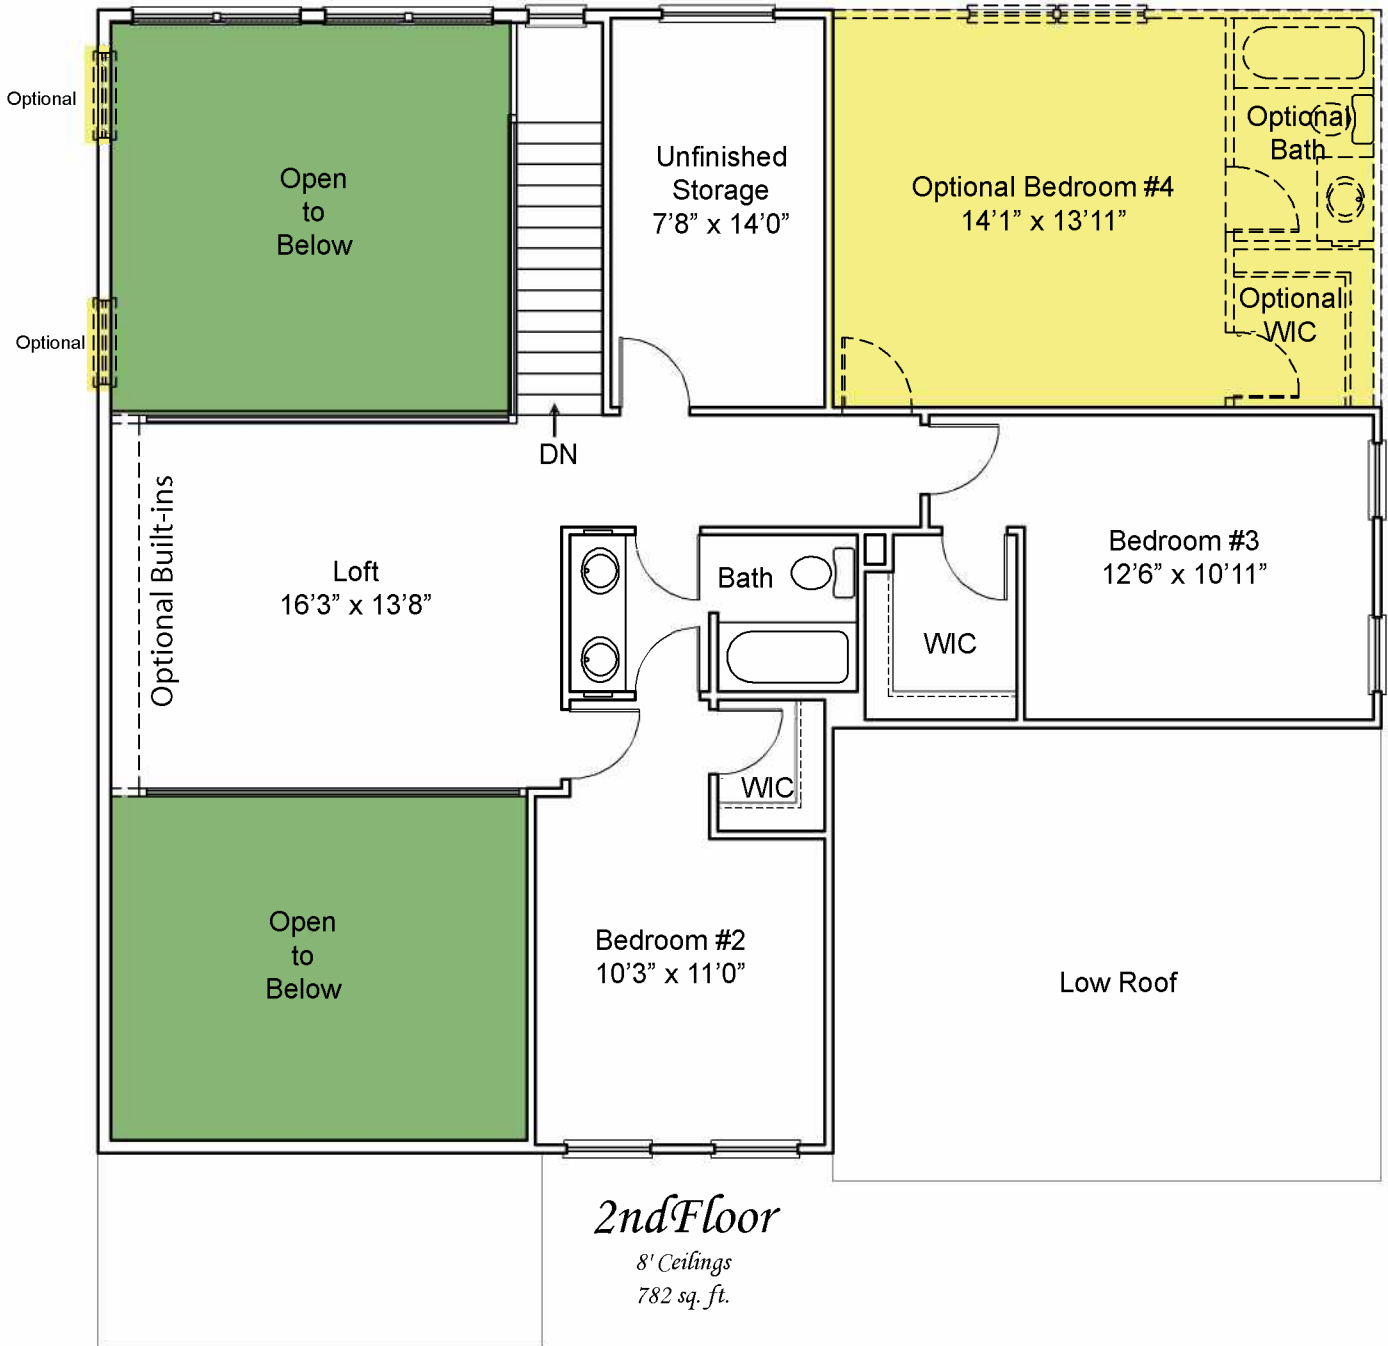 Optional
Open
to
Below
Optional
Unfinished
Storage
7’8” x 14’0”
Optional Bedroom #4
14’1” x 13’11”
Optional
Bath
Optional
WIC
DN
Optional Built-ins
Loft
16’3” x 13’8”
Bath
WIC
Bedroom #3
12’6” x 10’11”
WIC
Open
to
Below
Bedroom #2
10’3” x 11’0”
Low Roof
2ndFloor
8' Ceilings
782 sq. ft.